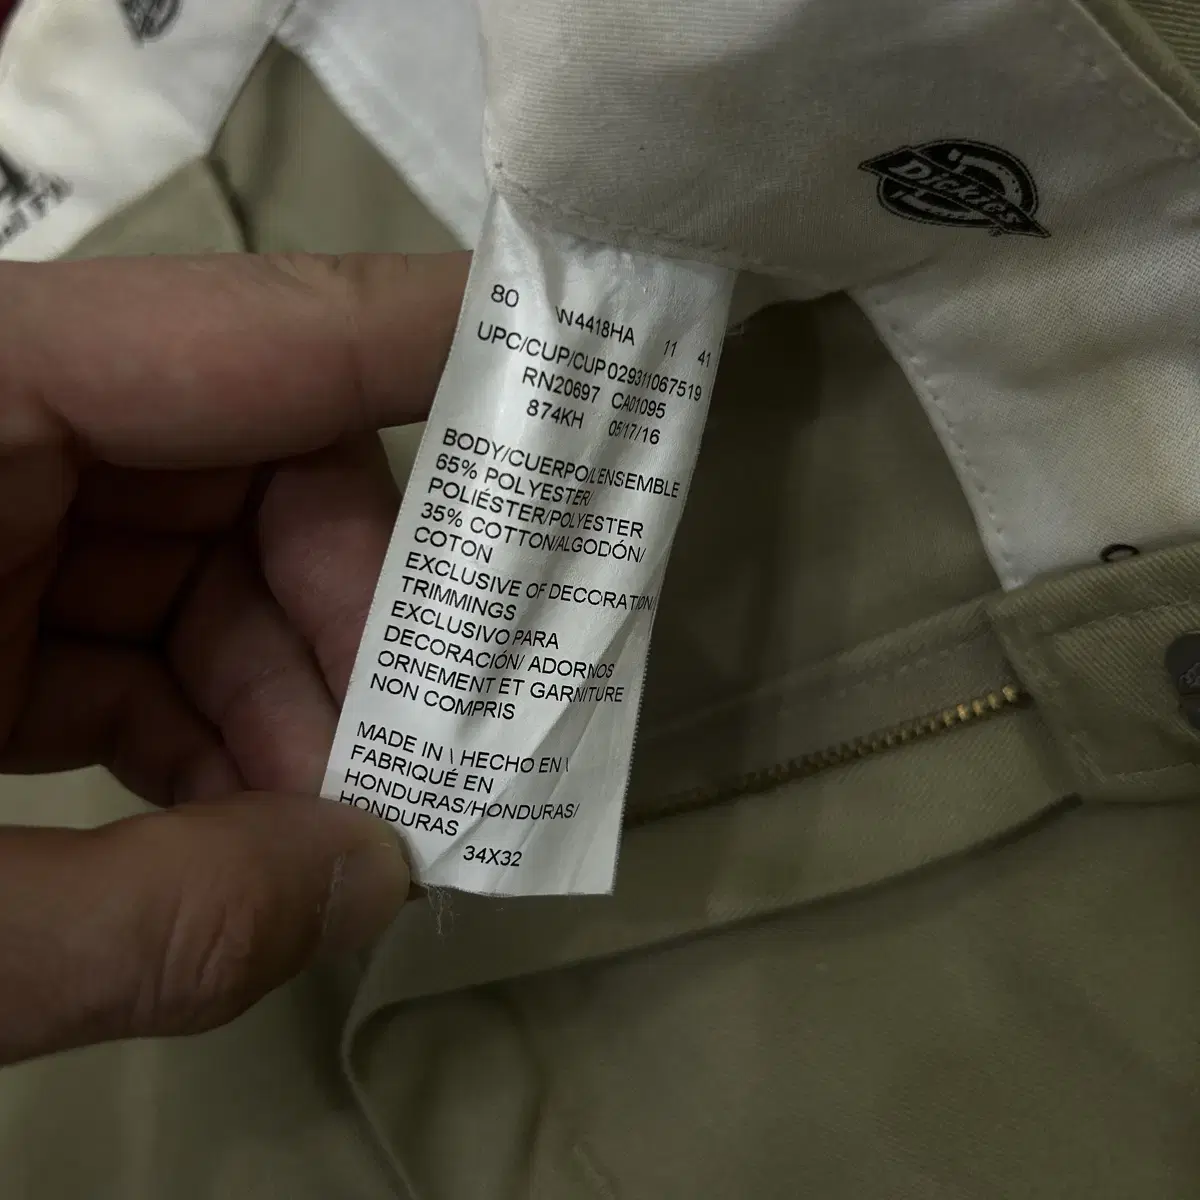 Dickies
80 W4418HA 11 41
UPC/CUP/CUP 029311067519
RN20697 CA01095
874KH 05/17/16
BODY/CUERPO/L'ENSEMBLE
65% POLYESTER/
POLIÉSTER/POLYESTER
35% COTTON/ALGODÓN/
COTON
EXCLUSIVE OF DECORATION\
TRIMMINGS
EXCLUSIVO PARA
DECORACIÓN/ ADORNOS
ORNEMENT ET GARNITURE
NON COMPRIS
MADE IN \ HECHO EN \
FABRIQUÉ EN
HONDURAS/HONDURAS/
HONDURAS
34X32